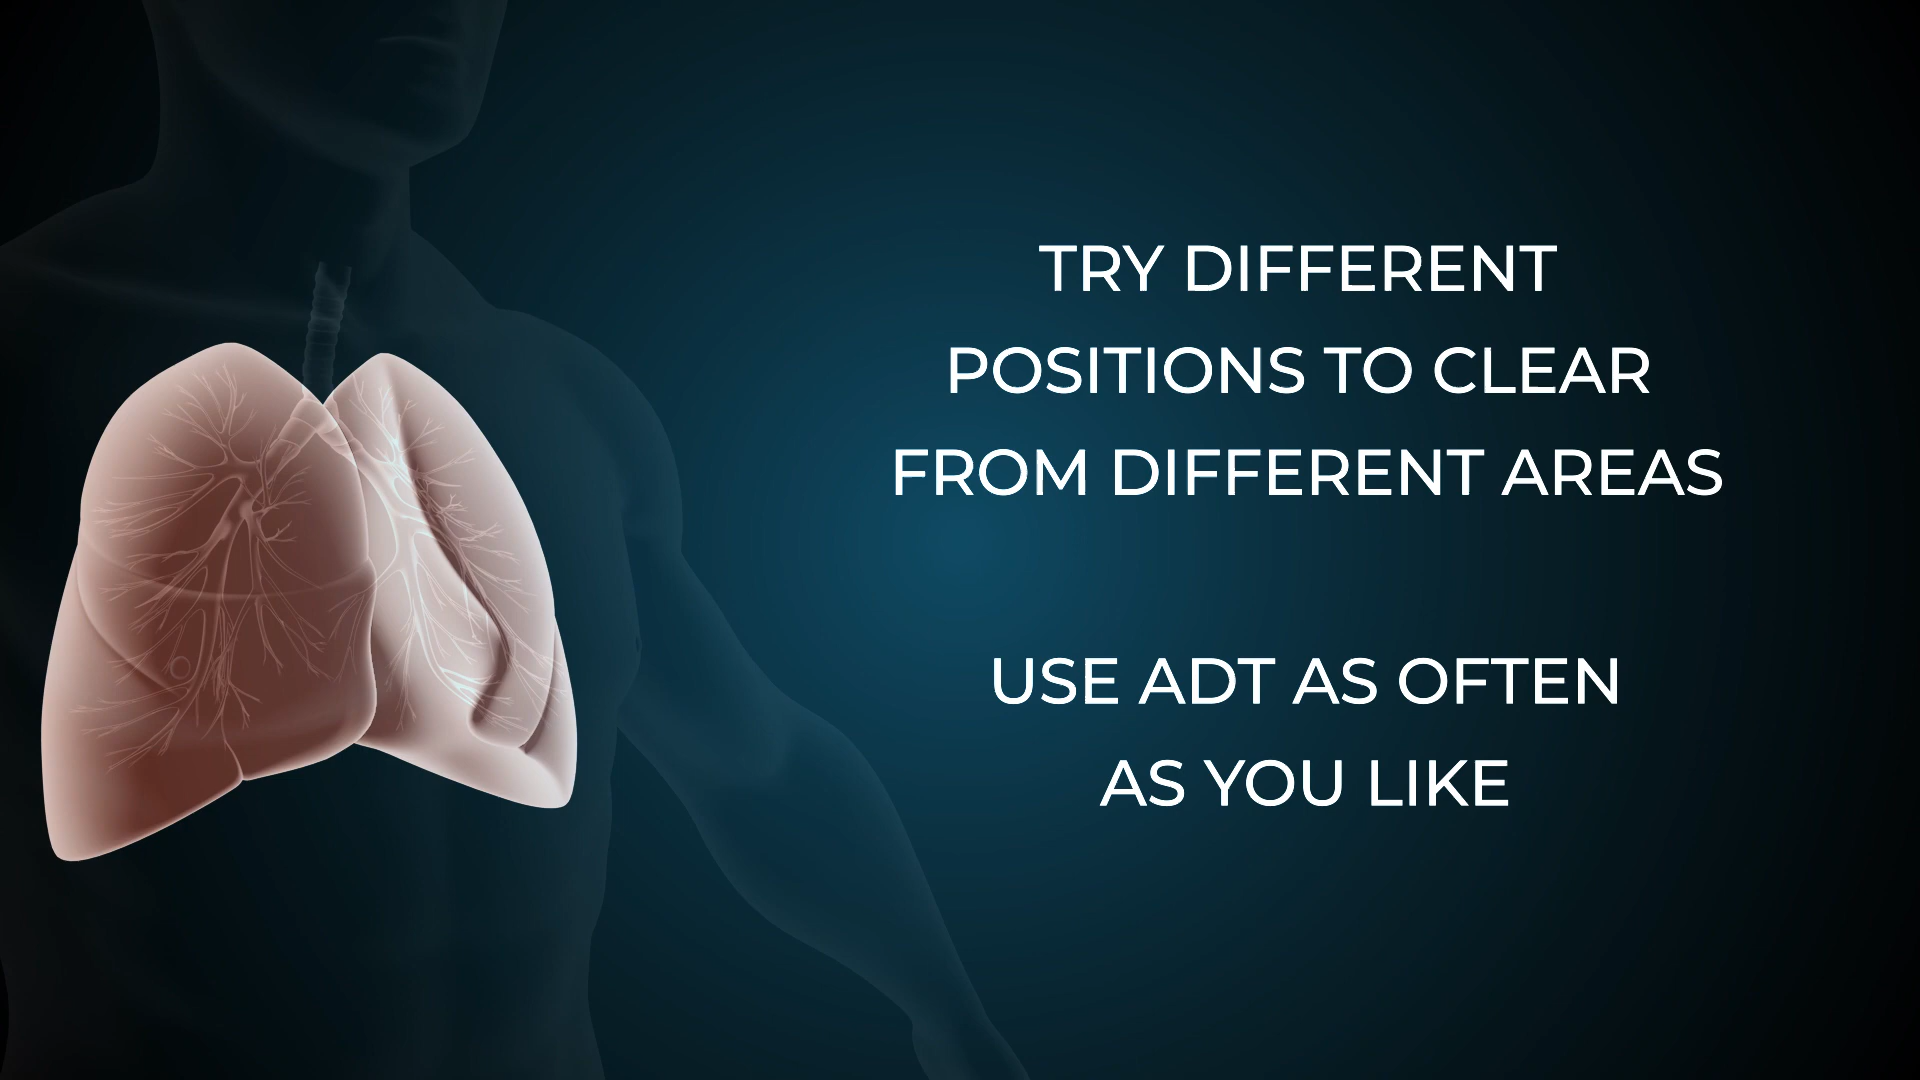 TRY DIFFERENT
POSITIONS TO CLEAR
FROM DIFFERENT AREAS
USE ADT AS OFTEN
AS YOU LIKE